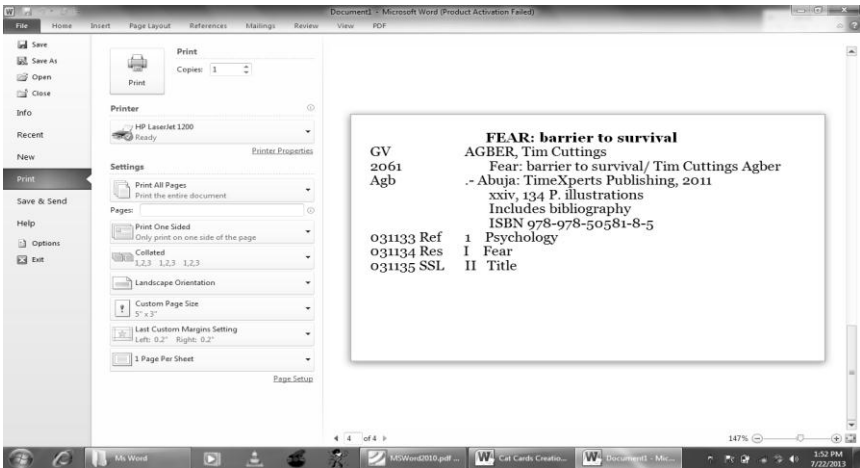 Document1 - Microsoft Word (Product Activation Failed)
File Home Insert Page Layout References Mailings Review View PDF
Save
Save As
Open
Close
Info
Recent
New
Print
Save & Send
Help
Options
Exit
Print
Print
Copies: 1
Printer
HP LaserJet 1200
Ready
Printer Properties
Settings
Print All Pages
Print the entire document
Pages:
Print One Sided
Only print on one side of the page
Collated
1,2,3 1,2,3 1,2,3
Landscape Orientation
Custom Page Size
5" x 3"
Last Custom Margins Setting
Left: 0.2" Right: 0.2"
1 Page Per Sheet
Page Setup
FEAR: barrier to survival
GV AGBER, Tim Cuttings
2061 Fear: barrier to survival/ Tim Cuttings Agber
Agb .- Abuja: TimeXperts Publishing, 2011
xxiv, 134 P. illustrations
Includes bibliography
ISBN 978-978-50581-8-5
031133 Ref 1 Psychology
031134 Res I Fear
031135 SSL II Title
4 of 4
147%
Ms Word
MSWord2010.pdf ...
Cat Cards Creatio...
Document1 - Mic...
1:52 PM
7/22/2013